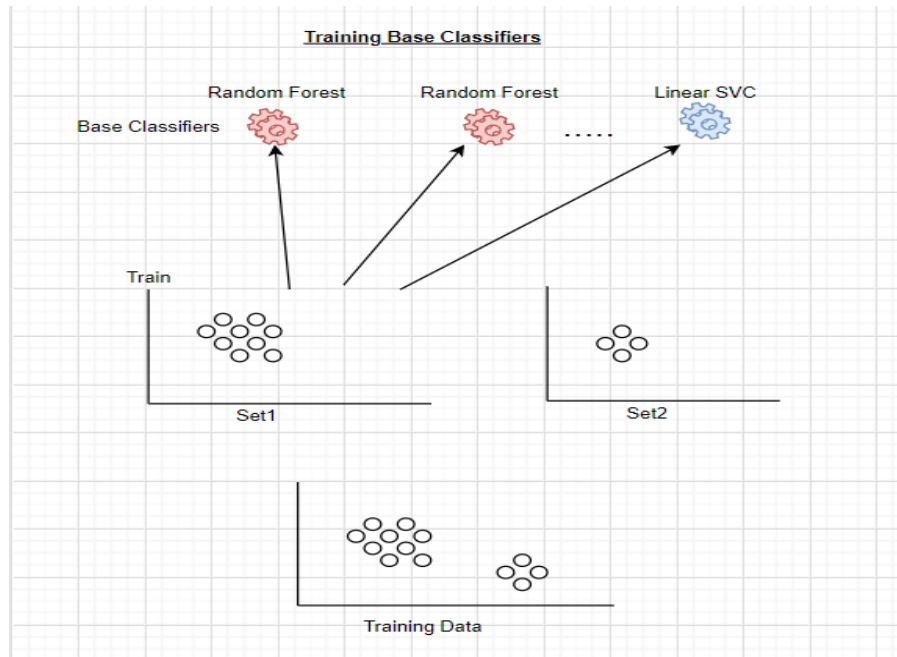 Training Base Classifiers
Random Forest
Random Forest
Linear SVC
Base Classifiers
.....
Train
Set1
Set2
Training Data